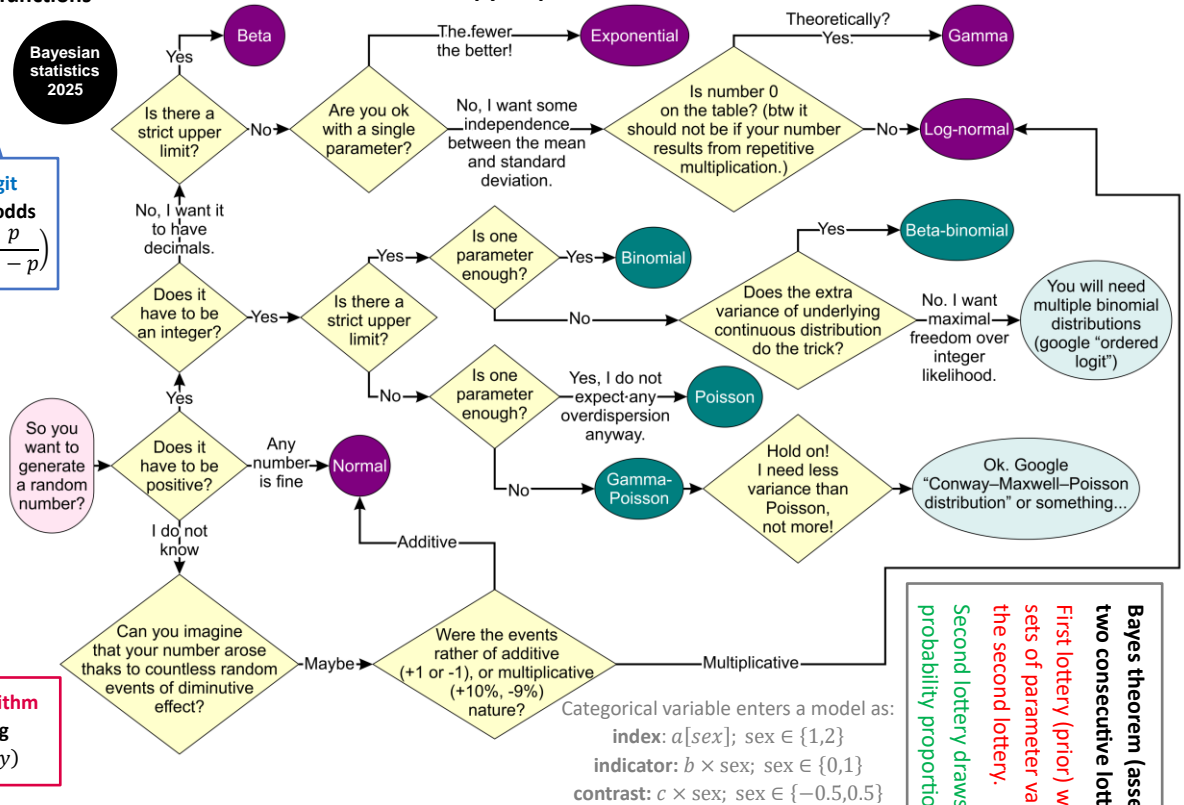 functions
Bayesian
statistics
2025
Yes
Beta
The fewer
the better!
Exponential
Theoretically?
Yes.
Gamma
Is there a
strict upper
limit?
No
Are you ok
with a single
parameter?
No, I want some
independence
between the mean
and standard
deviation.
Is number 0
on the table? (btw it
should not be if your number
results from repetitive
multiplication.)
No
Log-normal
git
odds
p
− p)
No, I want it
to have
decimals.
Does it
have to be
an integer?
Yes
Is there a
strict upper
limit?
Yes
Is one
parameter
enough?
Yes
Binomial
No
Does the extra
variance of underlying
continuous distribution
do the trick?
Yes
Beta-binomial
No. I want
maximal
freedom over
integer
likelihood.
You will need
multiple binomial
distributions
(google “ordered
logit”)
No
Is one
parameter
enough?
Yes, I do not
expect any
overdispersion
anyway.
Poisson
No
Gamma-
Poisson
Hold on!
I need less
variance than
Poisson,
not more!
Ok. Google
“Conway–Maxwell–Poisson
distribution” or something...
So you
want to
generate
a random
number?
Yes
Does it
have to be
positive?
Any
number
is fine
Normal
I do not
know
Additive
Can you imagine
that your number arose
thaks to countless random
events of diminutive
effect?
Maybe
Were the events
rather of additive
(+1 or -1), or multiplicative
(+10%, -9%)
nature?
Multiplicative
ithm
g
y)
Categorical variable enters a model as:
index: a[sex]; sex ∈ {1,2}
indicator: b × sex; sex ∈ {0,1}
contrast: c × sex; sex ∈ {−0.5,0.5}
Bayes theorem (asse
two consecutive lott
First lottery (prior) w
sets of parameter va
the second lottery.
Second lottery draws
probability proportio